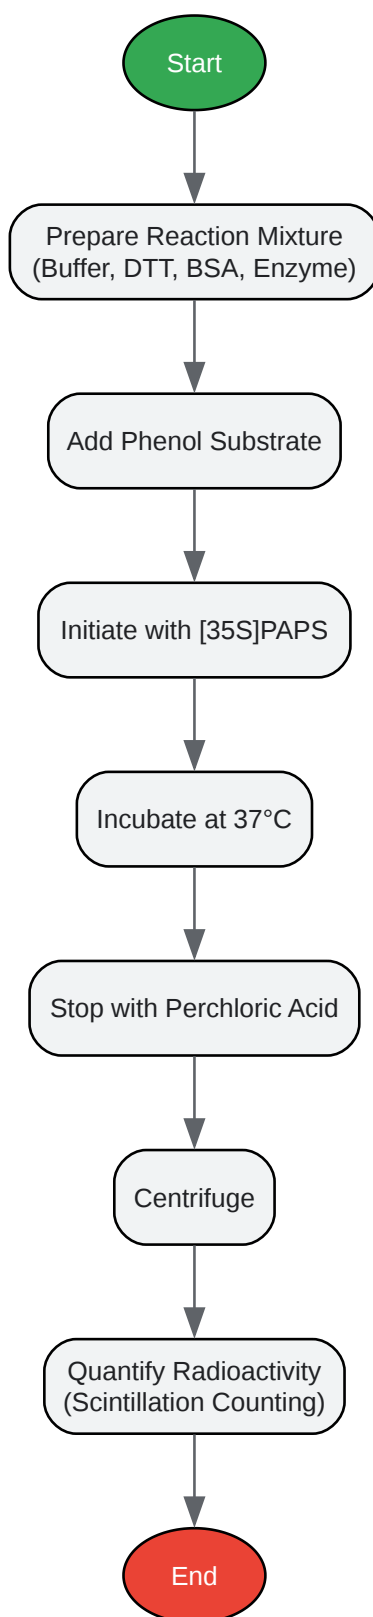 Start
Prepare Reaction Mixture
(Buffer, DTT, BSA, Enzyme)
Add Phenol Substrate
Initiate with [35S]PAPS
Incubate at 37°C
Stop with Perchloric Acid
Centrifuge
Quantify Radioactivity
(Scintillation Counting)
End